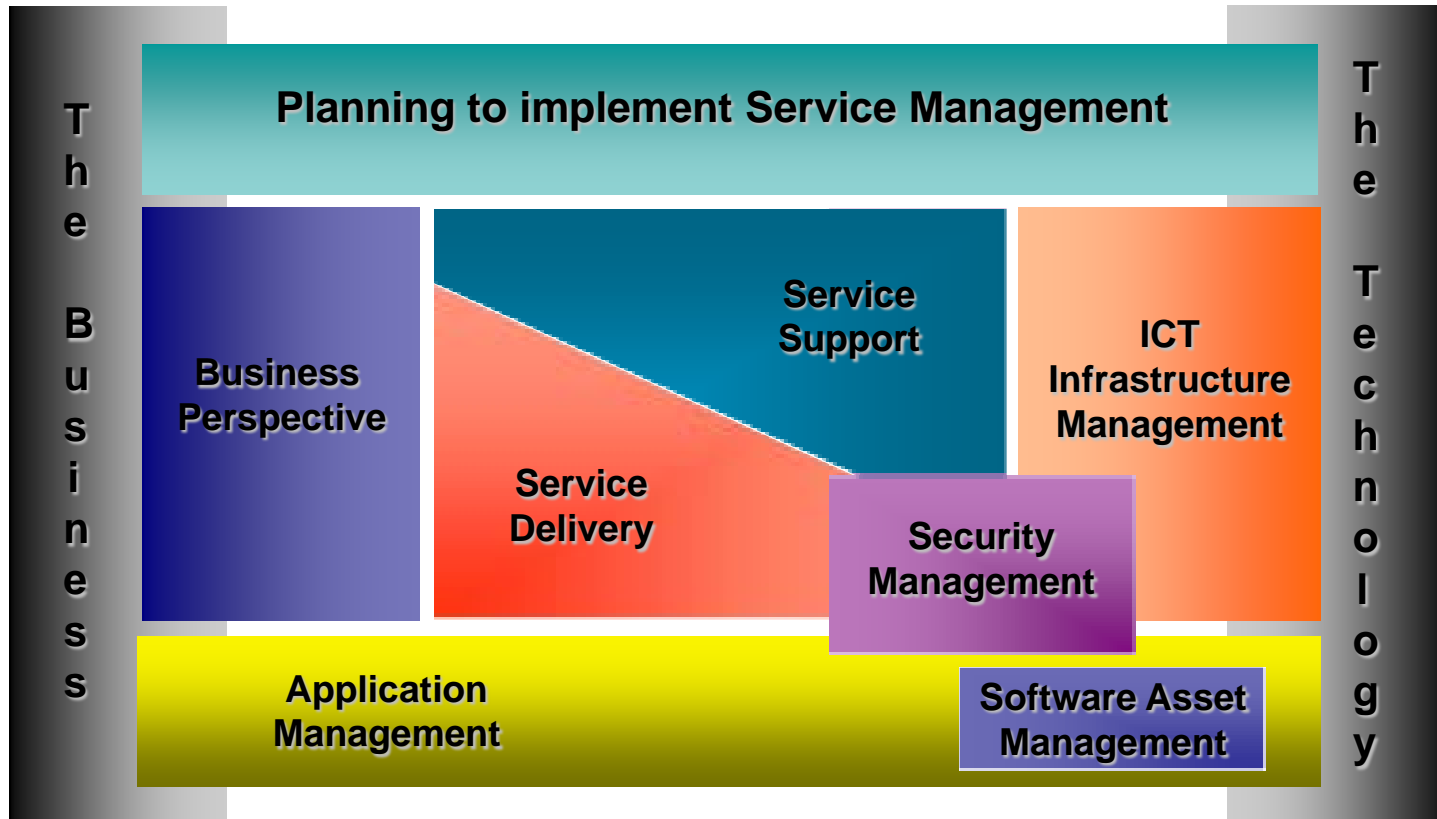 The Business
Planning to implement Service Management
The Technology
Business
Perspective
Service
Support
Service
Delivery
ICT
Infrastructure
Management
Security
Management
Application
Management
Software Asset
Management